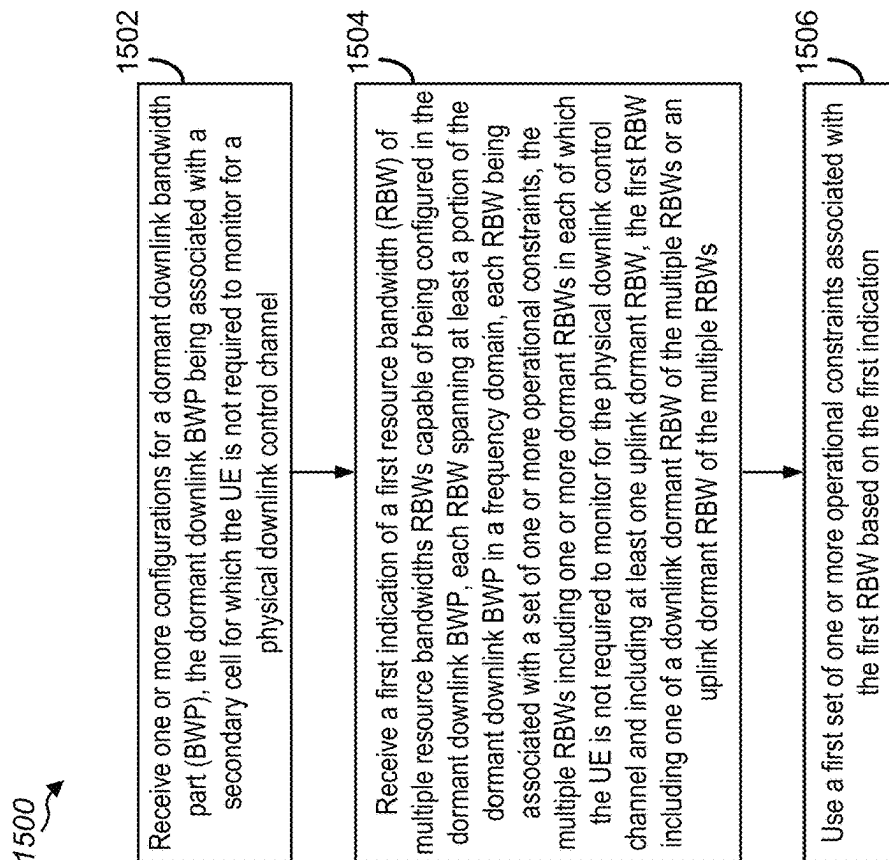 1500
1502
Receive one or more configurations for a dormant downlink bandwidth
part (BWP), the dormant downlink BWP being associated with a
secondary cell for which the UE is not required to monitor for a
physical downlink control channel
1504
Receive a first indication of a first resource bandwidth (RBW) of
multiple resource bandwidths RBWs capable of being configured in the
dormant downlink BWP, each RBW spanning at least a portion of the
dormant downlink BWP in a frequency domain, each RBW being
associated with a set of one or more operational constraints, the
multiple RBWs including one or more dormant RBWs in each of which
the UE is not required to monitor for the physical downlink control
channel and including at least one uplink dormant RBW, the first RBW
including one of a downlink dormant RBW of the multiple RBWs or an
uplink dormant RBW of the multiple RBWs
1506
Use a first set of one or more operational constraints associated with
the first RBW based on the first indication